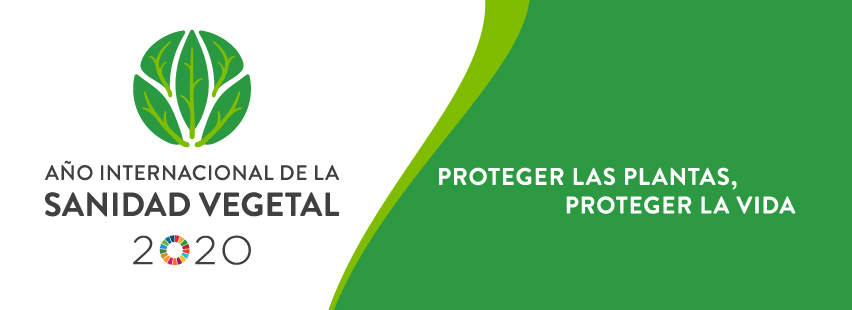 AÑO INTERNACIONAL DE LA
SANIDAD VEGETAL
2020
PROTEGER LAS PLANTAS,
PROTEGER LA VIDA